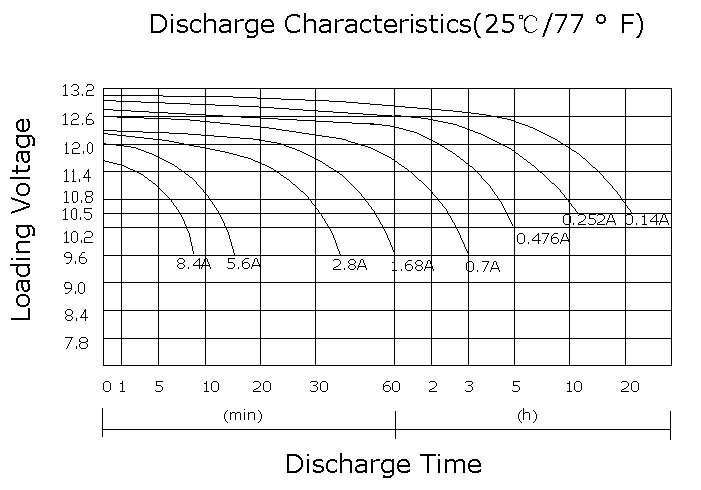 Discharge Characteristics(25℃/77 ° F)
Loading Voltage
13.2
12.6
12.0
11.4
10.8
10.5
10.2
9.6
9.0
8.4
7.8
0.252A 0.14A
0.476A
8.4A 5.6A 2.8A 1.68A 0.7A
0 1 5 10 20 30 60 2 3 5 10 20
(min) (h)
Discharge Time